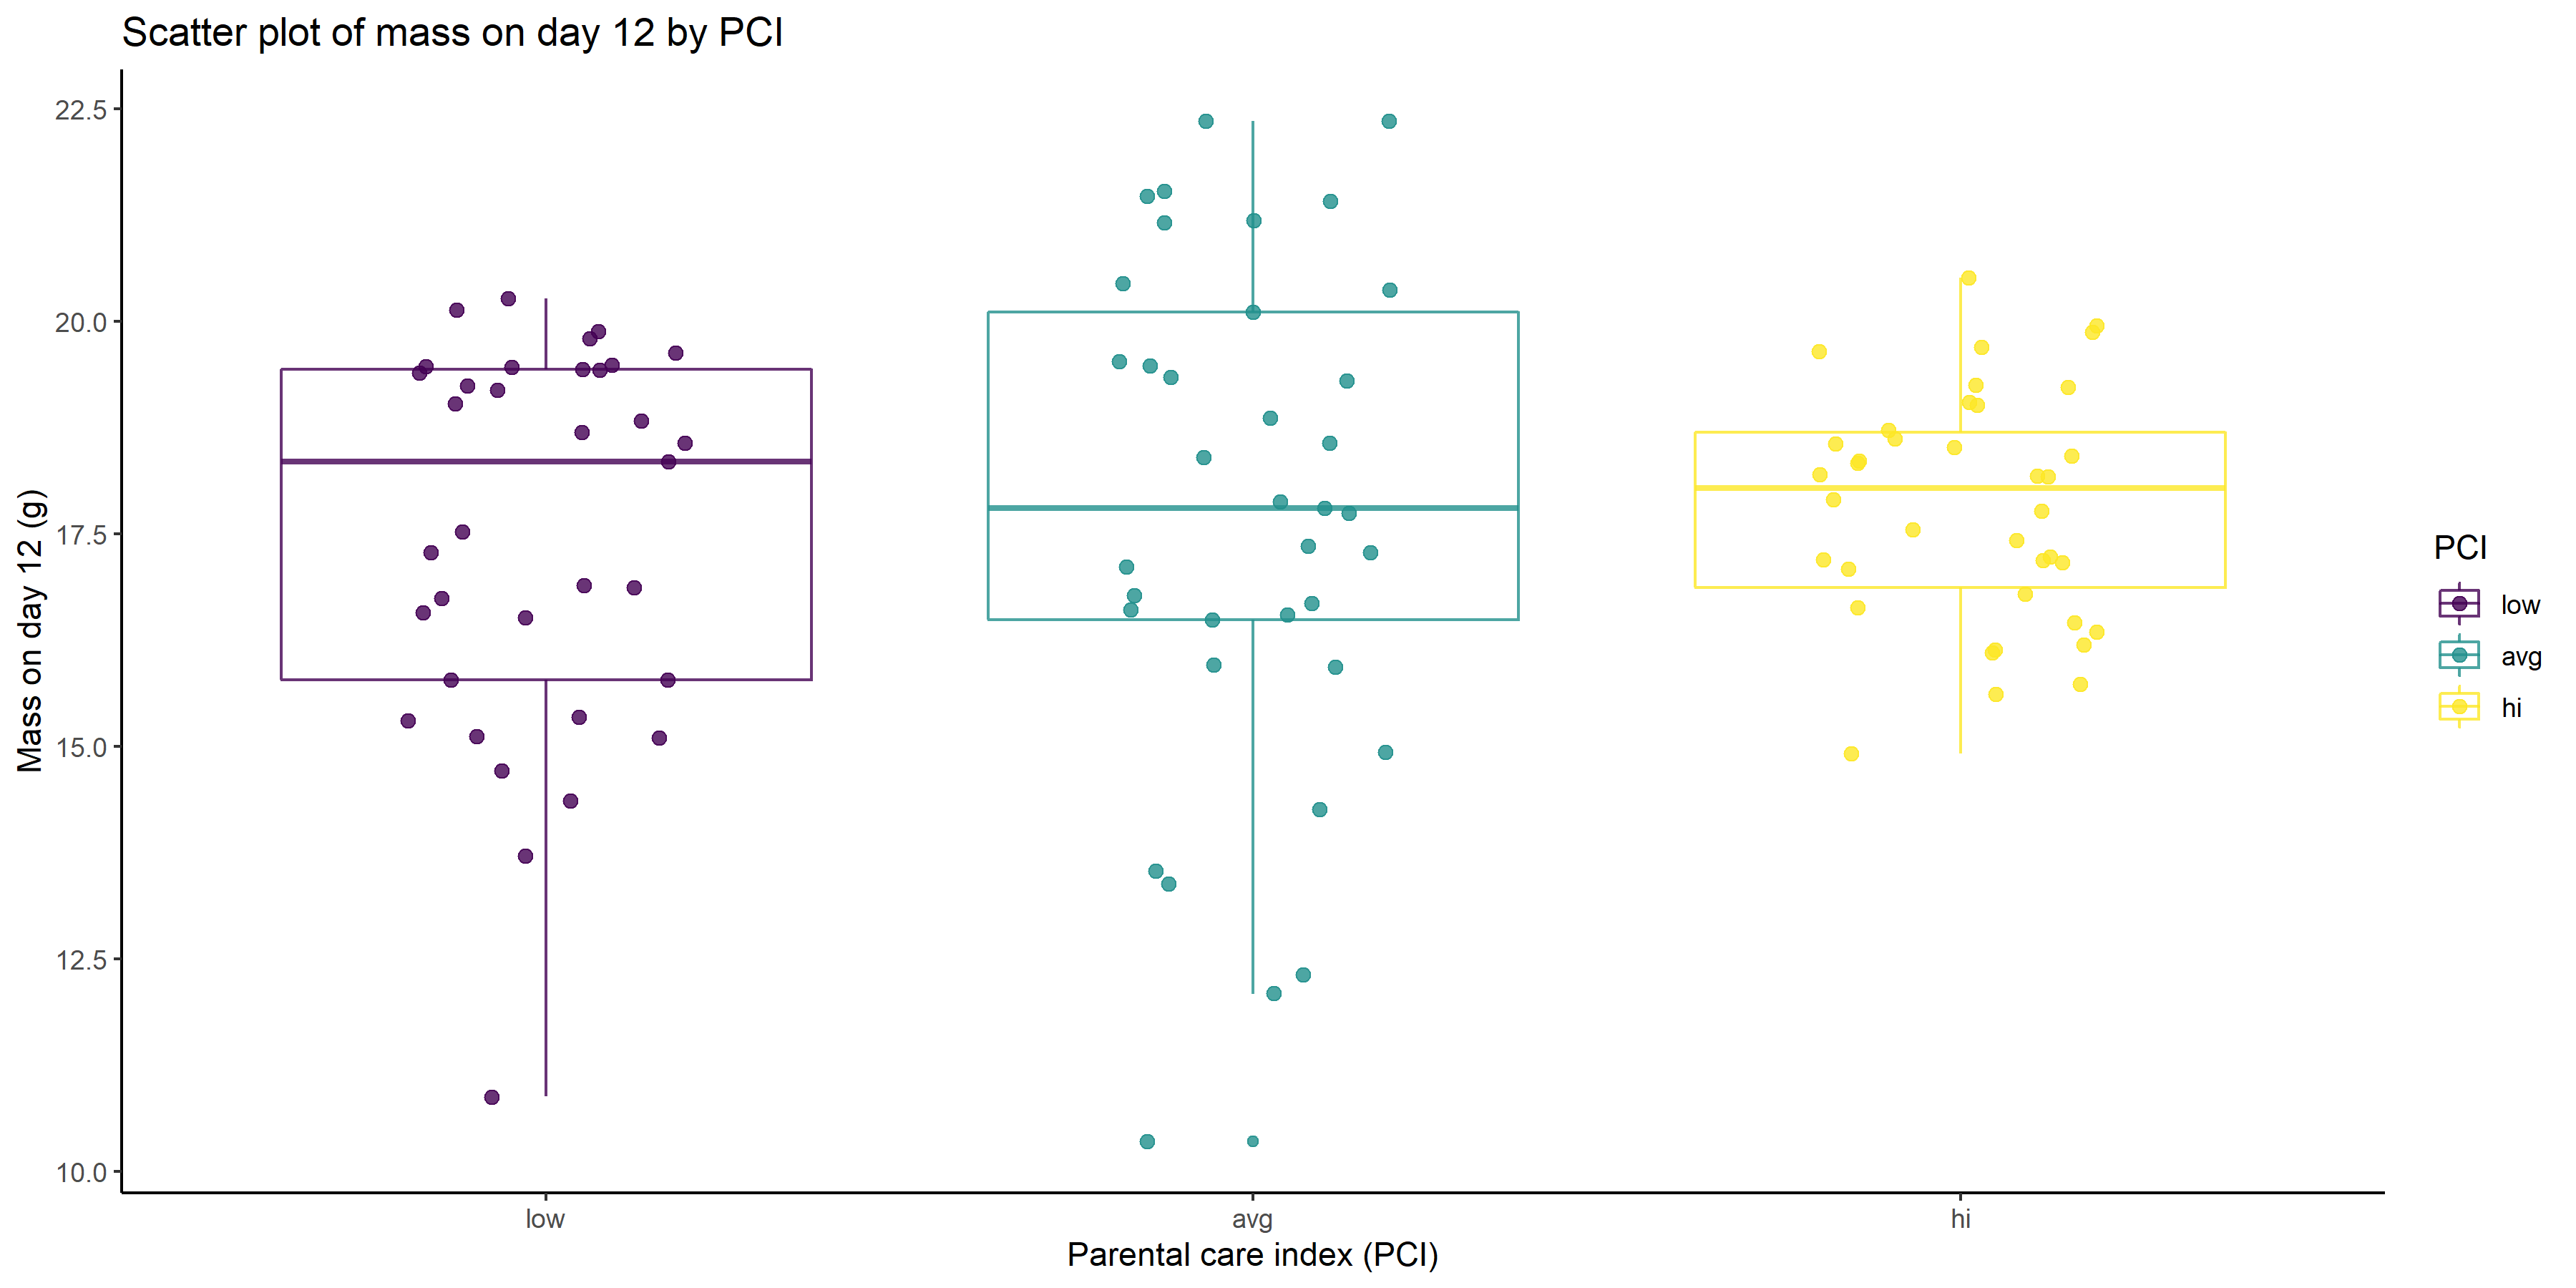 Scatter plot of mass on day 12 by PCI
22.5
20.0
17.5
15.0
12.5
10.0
Mass on day 12 (g)
low
avg
hi
Parental care index (PCI)
PCI
low
avg
hi